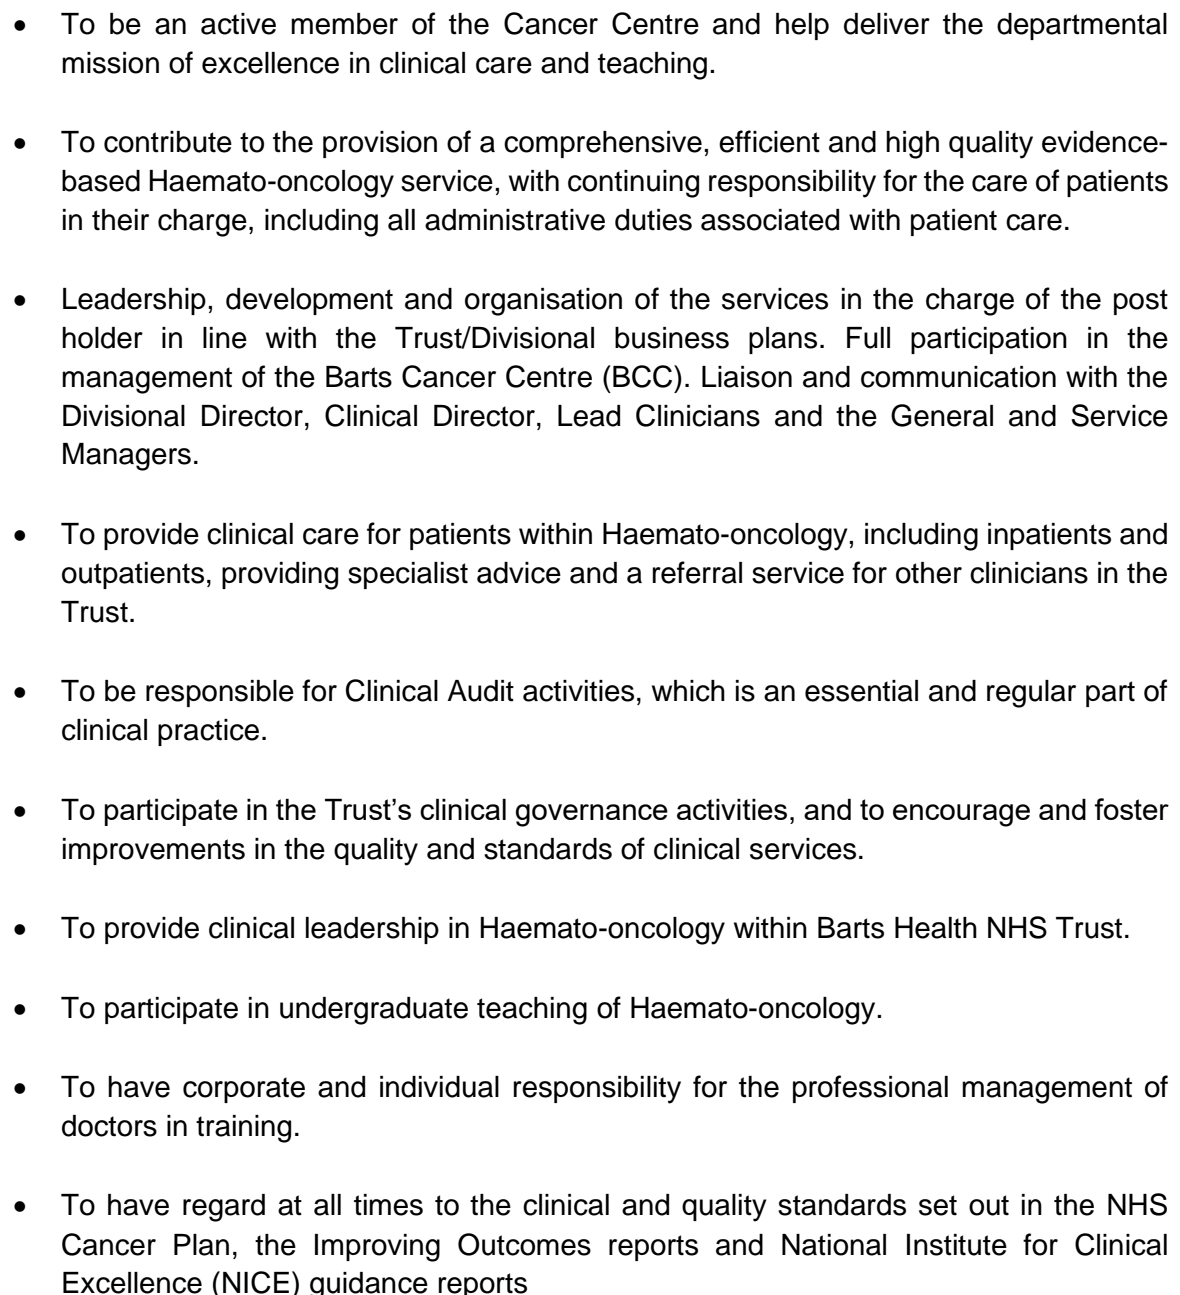 • To be an active member of the Cancer Centre and help deliver the departmental
mission of excellence in clinical care and teaching.
• To contribute to the provision of a comprehensive, efficient and high quality evidence-
based Haemato-oncology service, with continuing responsibility for the care of patients
in their charge, including all administrative duties associated with patient care.
• Leadership, development and organisation of the services in the charge of the post
holder in line with the Trust/Divisional business plans. Full participation in the
management of the Barts Cancer Centre (BCC). Liaison and communication with the
Divisional Director, Clinical Director, Lead Clinicians and the General and Service
Managers.
• To provide clinical care for patients within Haemato-oncology, including inpatients and
outpatients, providing specialist advice and a referral service for other clinicians in the
Trust.
• To be responsible for Clinical Audit activities, which is an essential and regular part of
clinical practice.
• To participate in the Trust’s clinical governance activities, and to encourage and foster
improvements in the quality and standards of clinical services.
• To provide clinical leadership in Haemato-oncology within Barts Health NHS Trust.
• To participate in undergraduate teaching of Haemato-oncology.
• To have corporate and individual responsibility for the professional management of
doctors in training.
• To have regard at all times to the clinical and quality standards set out in the NHS
Cancer Plan, the Improving Outcomes reports and National Institute for Clinical
Excellence (NICE) guidance reports